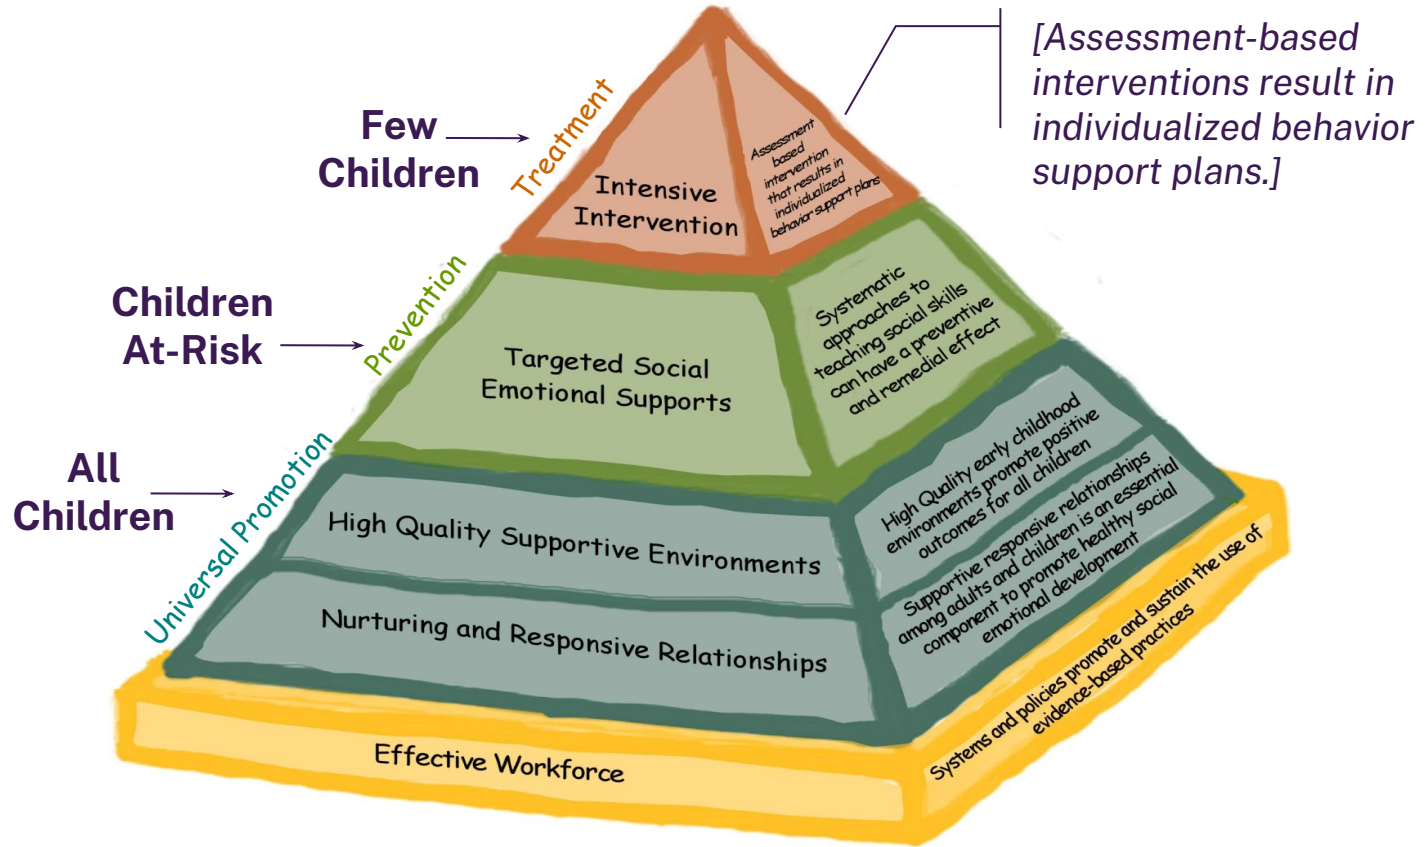 Few
Children
Treatment
Intensive
Intervention
Assessment
based
intervention
that results in
individualized
behavior support plans
[Assessment-based
interventions result in
individualized behavior
support plans.]
Children
At-Risk
Prevention
Targeted Social
Emotional Supports
Systematic
approaches to
teaching social skills
can have a preventive
and remedial effect
All
Children
Universal Promotion
High Quality Supportive Environments
High Quality early childhood
environments promote positive
outcomes for all children
Nurturing and Responsive Relationships
Supportive responsive relationships
among adults and children is an essential
component to promote healthy social
emotional development
Effective Workforce
Systems and policies promote and sustain the use of
evidence-based practices